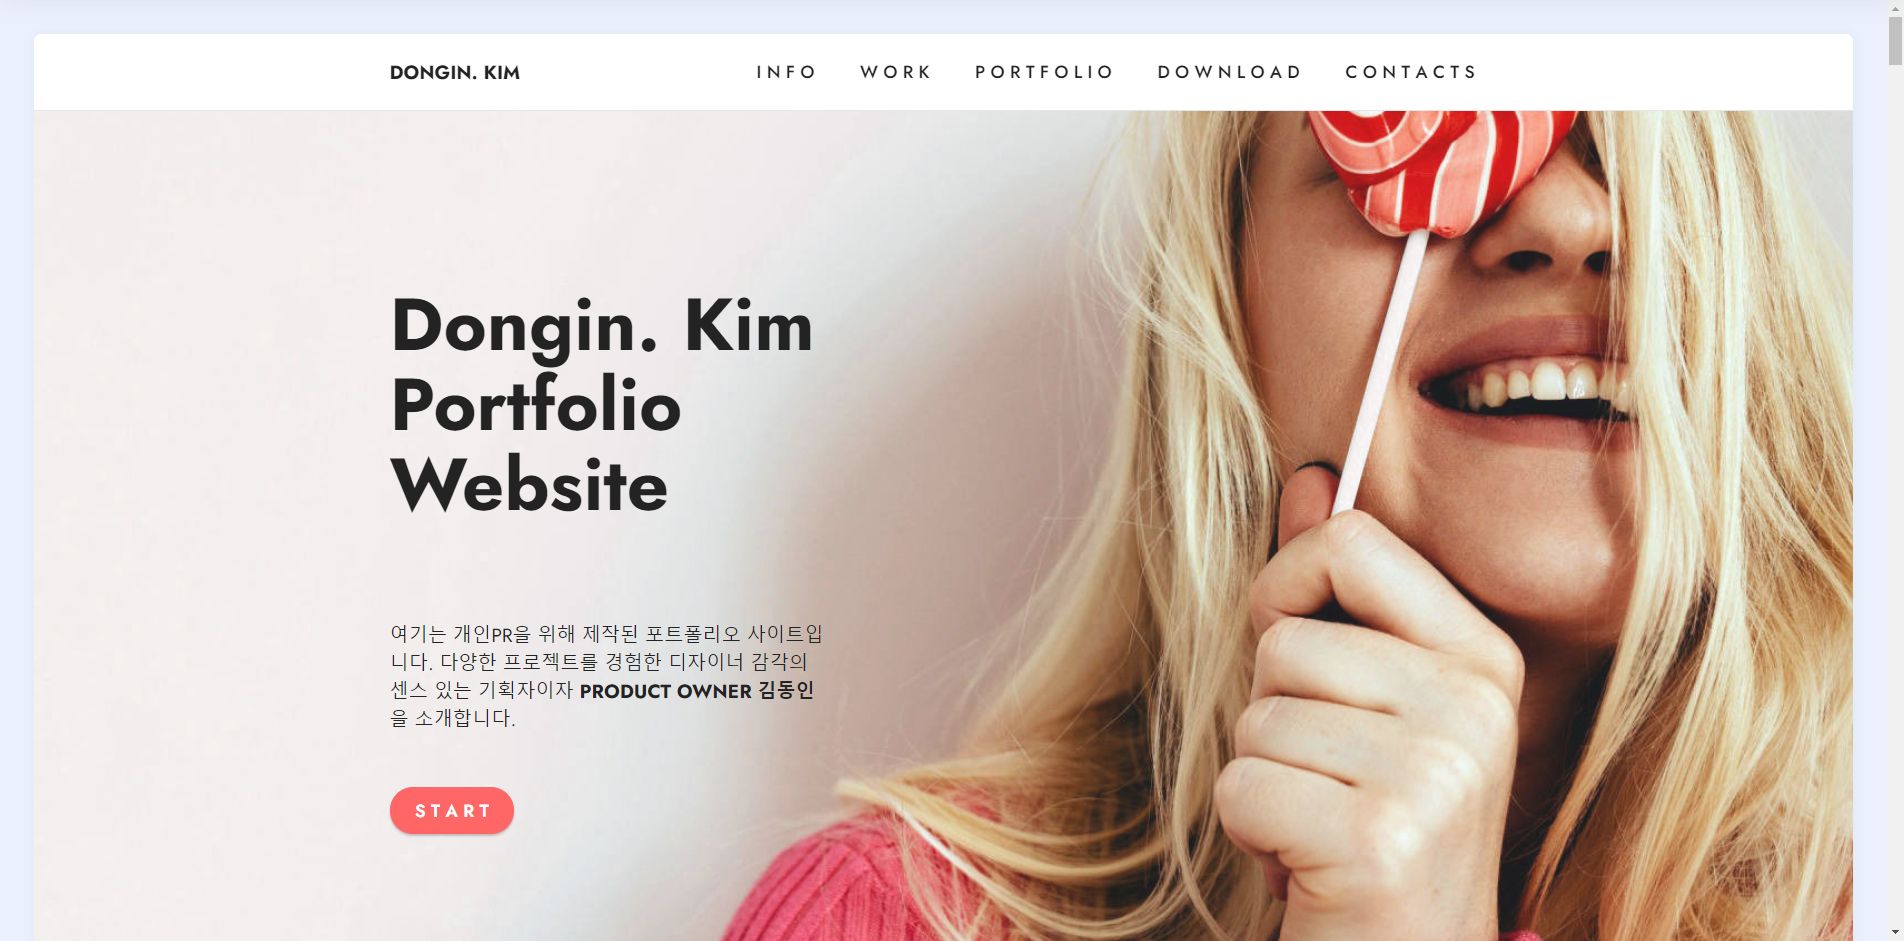 DONGIN. KIM
INFO WORK PORTFOLIO DOWNLOAD CONTACTS
Dongin. Kim
Portfolio
Website
여기는 개인PR을 위해 제작된 포트폴리오 사이트입
니다. 다양한 프로젝트를 경험한 디자이너 감각의
센스 있는 기획자이자 PRODUCT OWNER 김동인
을 소개합니다.
START